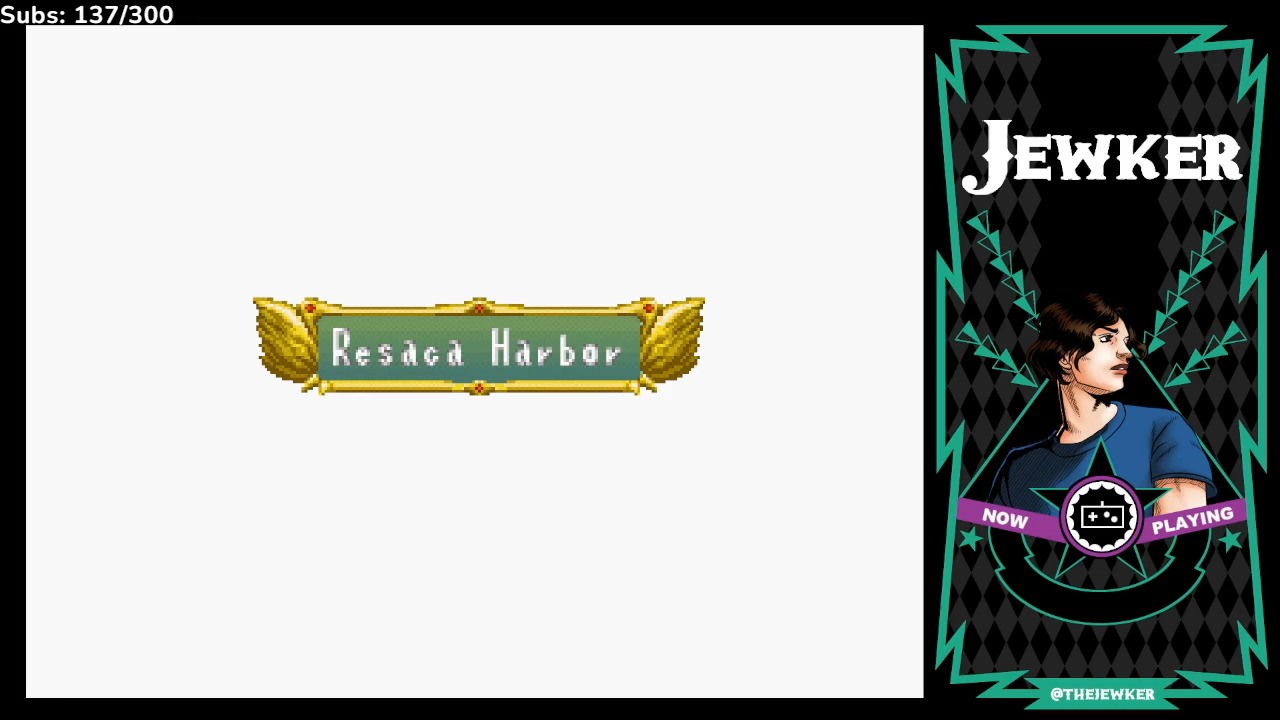 Subs: 137/300
Resaca Harbor
JEWKER
NOW PLAYING
@THEJEWKER